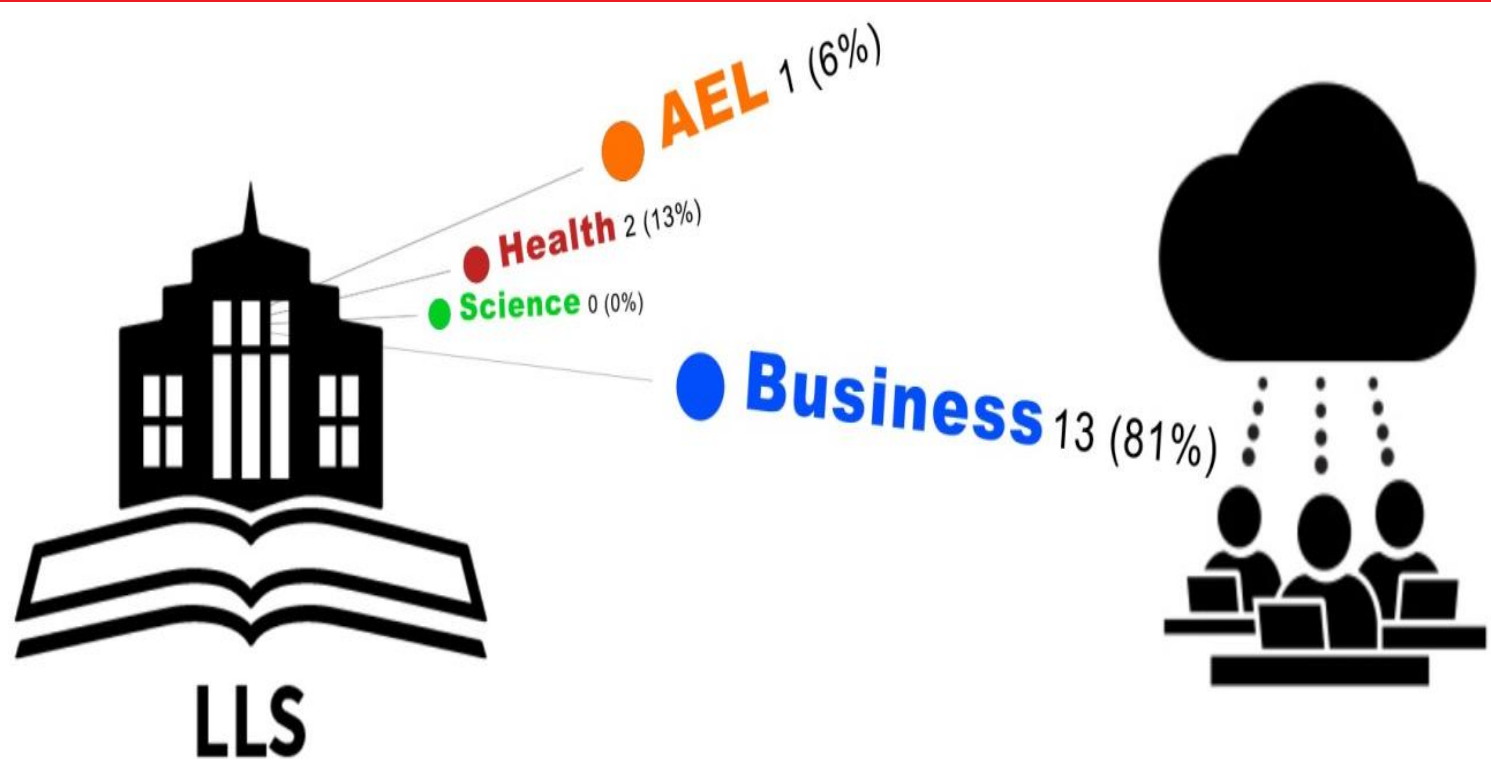 AEL 1 (6%)
Health 2 (13%)
Science 0 (0%)
Business 13 (81%)
LLS